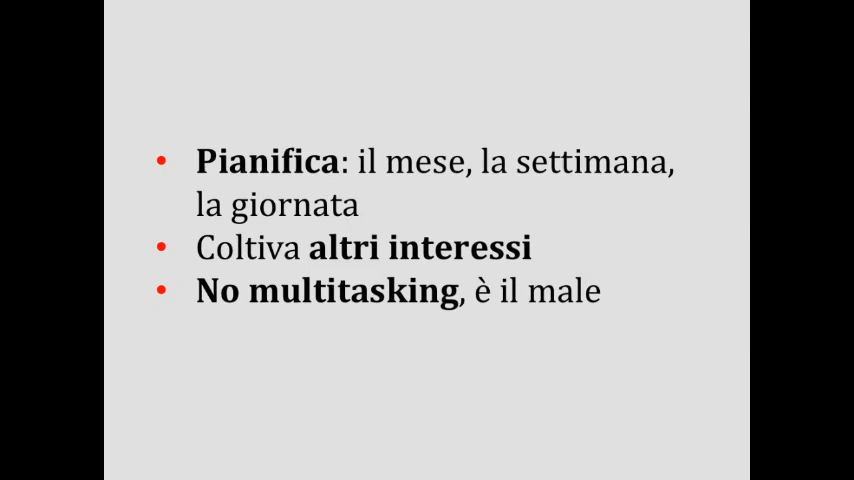 • Pianifica: il mese, la settimana,
la giornata
• Coltiva altri interessi
• No multitasking, è il male